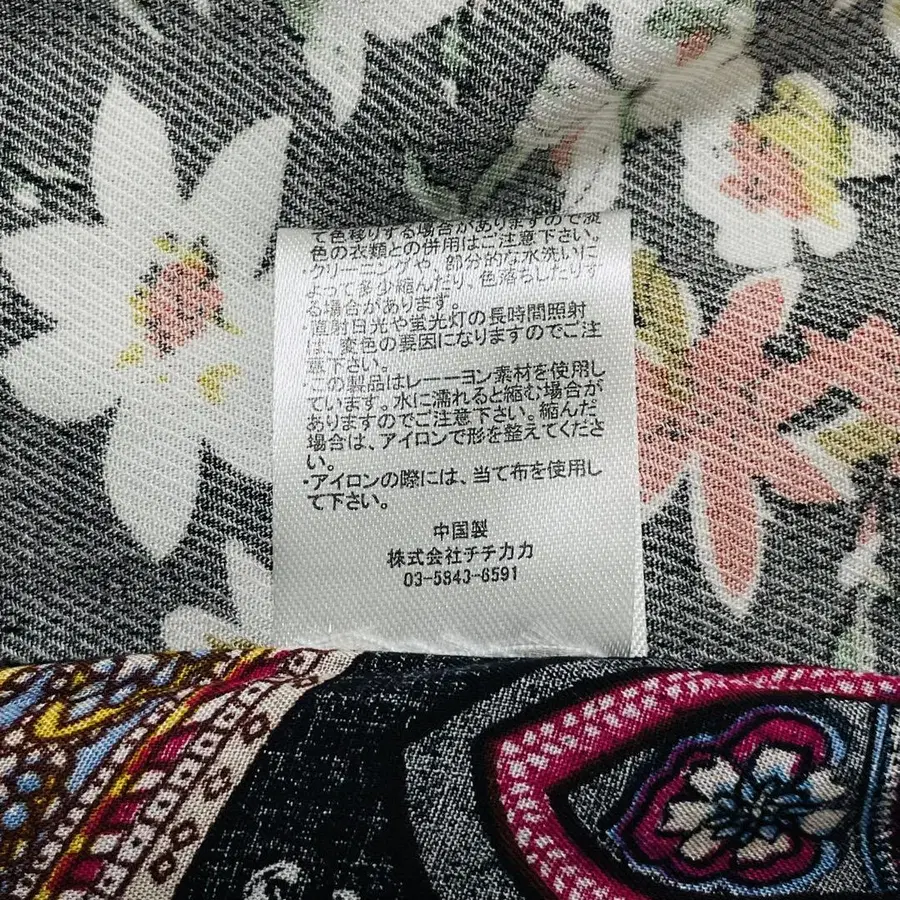 て色移りする場合がありますので淡
色の衣類との併用はご注意下さい。
・クリーニングや、部分的な水洗いに
よって多少縮んだり、色落ちしたりす
る場合があります。
・直射日光や蛍光灯の長時間照射
は、変色の要因になりますのでご注
意下さい。
・この製品はレーーヨン素材を使用し
ています。水に濡れると縮む場合が
ありますのでご注意下さい。縮んだ
場合は、アイロンで形を整えてくださ
い。
・アイロンの際には、当て布を使用し
て下さい。
中国製
株式会社チチカカ
03-5843-6591